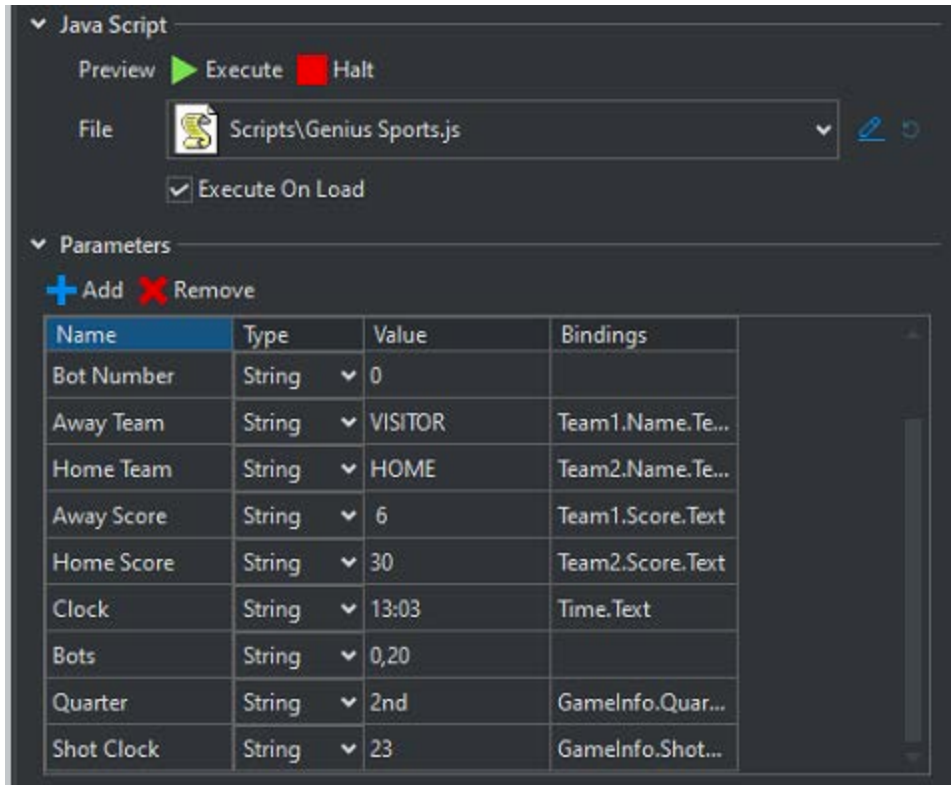 Java Script
Preview Execute Halt
File Scripts\Genius Sports.js
Execute On Load
Parameters
Add Remove
Name Type Value Bindings
Bot Number String 0
Away Team String VISITOR Team1.Name.Te...
Home Team String HOME Team2.Name.Te...
Away Score String 6 Team1.Score.Text
Home Score String 30 Team2.Score.Text
Clock String 13:03 Time.Text
Bots String 0,20
Quarter String 2nd GameInfo.Quar...
Shot Clock String 23 GameInfo.Shot...